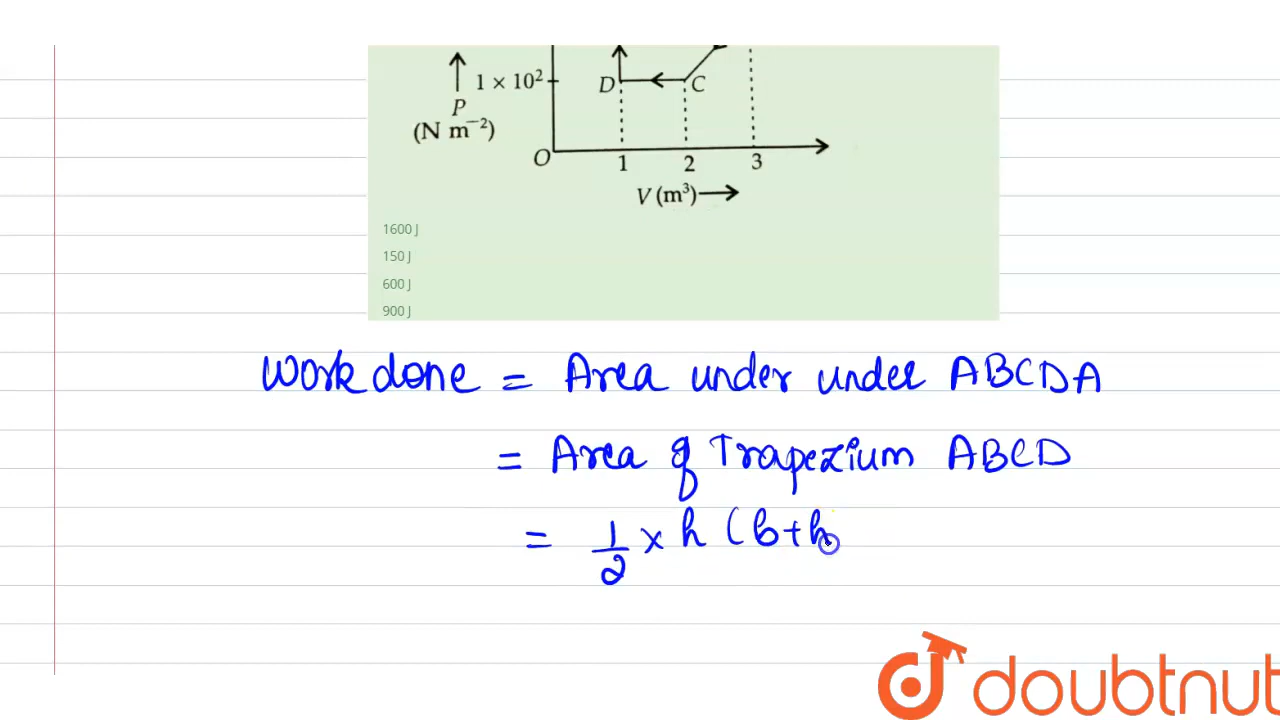 1 × 10²
D
C
P
(N m⁻²)
O
1
2
3
V (m³)
1600 J
150 J
600 J
900 J
Work done = Area under under ABCDA
= Area of Trapezium ABCD
= 1/2 × h (b+h
doubtnut